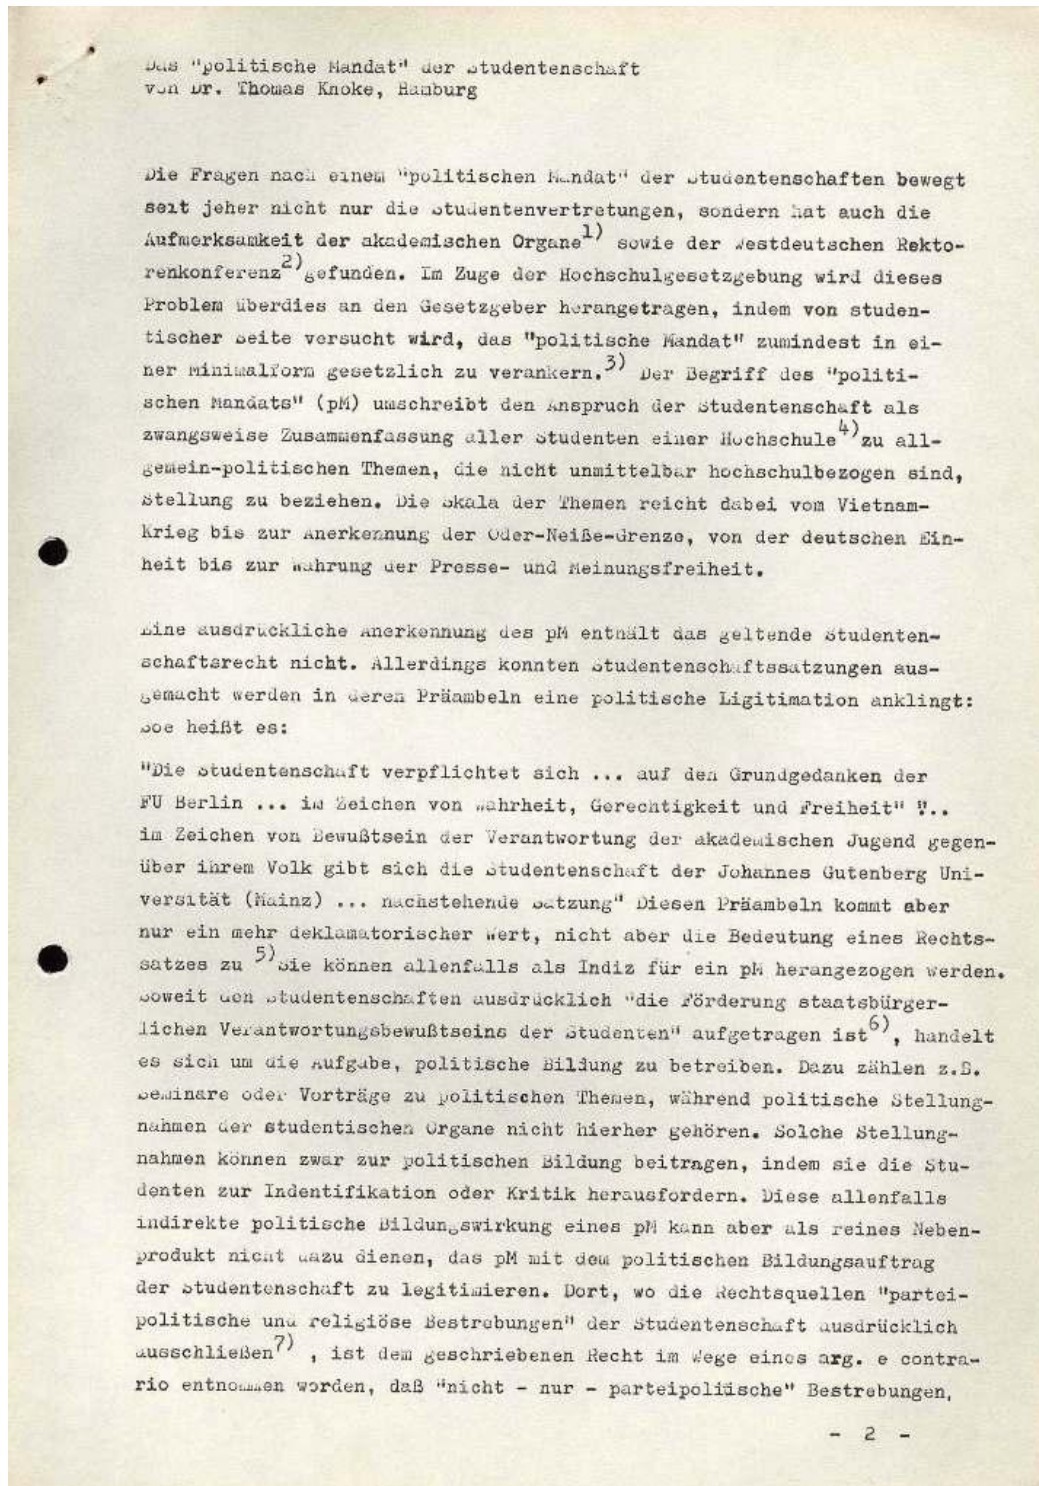 Das "politische Mandat" der Studentenschaft
von Dr. Thomas Knoke, Hamburg
Die Fragen nach einem "politischen Mandat" der Studentenschaften bewegt
seit jeher nicht nur die Studentenvertretungen, sondern hat auch die
Aufmerksamkeit der akademischen Organe1) sowie der Westdeutschen Rekto-
renkonferenz2)gefunden. Im Zuge der Hochschulgesetzgebung wird dieses
Problem überdies an den Gesetzgeber herangetragen, indem von studen-
tischer Seite versucht wird, das "politische Mandat" zumindest in ei-
ner Minimalform gesetzlich zu verankern.3) Der Begriff des "politi-
schen Mandats" (pM) umschreibt den Anspruch der Studentenschaft als
zwangsweise Zusammenfassung aller Studenten einer Hochschule4)zu all-
gemein-politischen Themen, die nicht unmittelbar hochschulbezogen sind,
Stellung zu beziehen. Die Skala der Themen reicht dabei vom Vietnam-
Krieg bis zur Anerkennung der Oder-Neiße-Grenze, von der deutschen Ein-
heit bis zur Wahrung der Presse- und Meinungsfreiheit.
Eine ausdrückliche Anerkennung des pM enthält das geltende Studenten-
schaftsrecht nicht. Allerdings konnten Studentenschaftssatzungen aus-
gemacht werden in deren Präambeln eine politische Ligitimation anklingt:
Soe heißt es:
"Die Studentenschaft verpflichtet sich ... auf den Grundgedanken der
FU Berlin ... im Zeichen von Wahrheit, Gerechtigkeit und Freiheit" "..
im Zeichen von Bewußtsein der Verantwortung der akademischen Jugend gegen-
über ihrem Volk gibt sich die Studentenschaft der Johannes Gutenberg Uni-
versität (Mainz) ... nachstehende Satzung" Diesen Präambeln kommt aber
nur ein mehr deklamatorischer Wert, nicht aber die Bedeutung eines Rechts-
satzes zu 5)Sie können allenfalls als Indiz für ein pM herangezogen werden.
Soweit den Studentenschaften ausdrücklich "die Förderung staatsbürger-
lichen Verantwortungsbewußtseins der Studenten" aufgetragen ist6), handelt
es sich um die Aufgabe, politische Bildung zu betreiben. Dazu zählen z.B.
Seminare oder Vorträge zu politischen Themen, während politische Stellung-
nahmen der studentischen Organe nicht hierher gehören. Solche Stellung-
nahmen können zwar zur politischen Bildung beitragen, indem sie die Stu-
denten zur Indentifikation oder Kritik herausfordern. Diese allenfalls
indirekte politische Bildungswirkung eines pM kann aber als reines Neben-
produkt nicht dazu dienen, das pM mit dem politischen Bildungsauftrag
der Studentenschaft zu legitimieren. Dort, wo die Rechtsquellen "partei-
politische und religiöse Bestrebungen" der Studentenschaft ausdrücklich
ausschließen7) , ist dem geschriebenen Recht im Wege eines arg. e contra-
rio entnommen worden, daß "nicht - nur - parteipolitische" Bestrebungen,
- 2 -